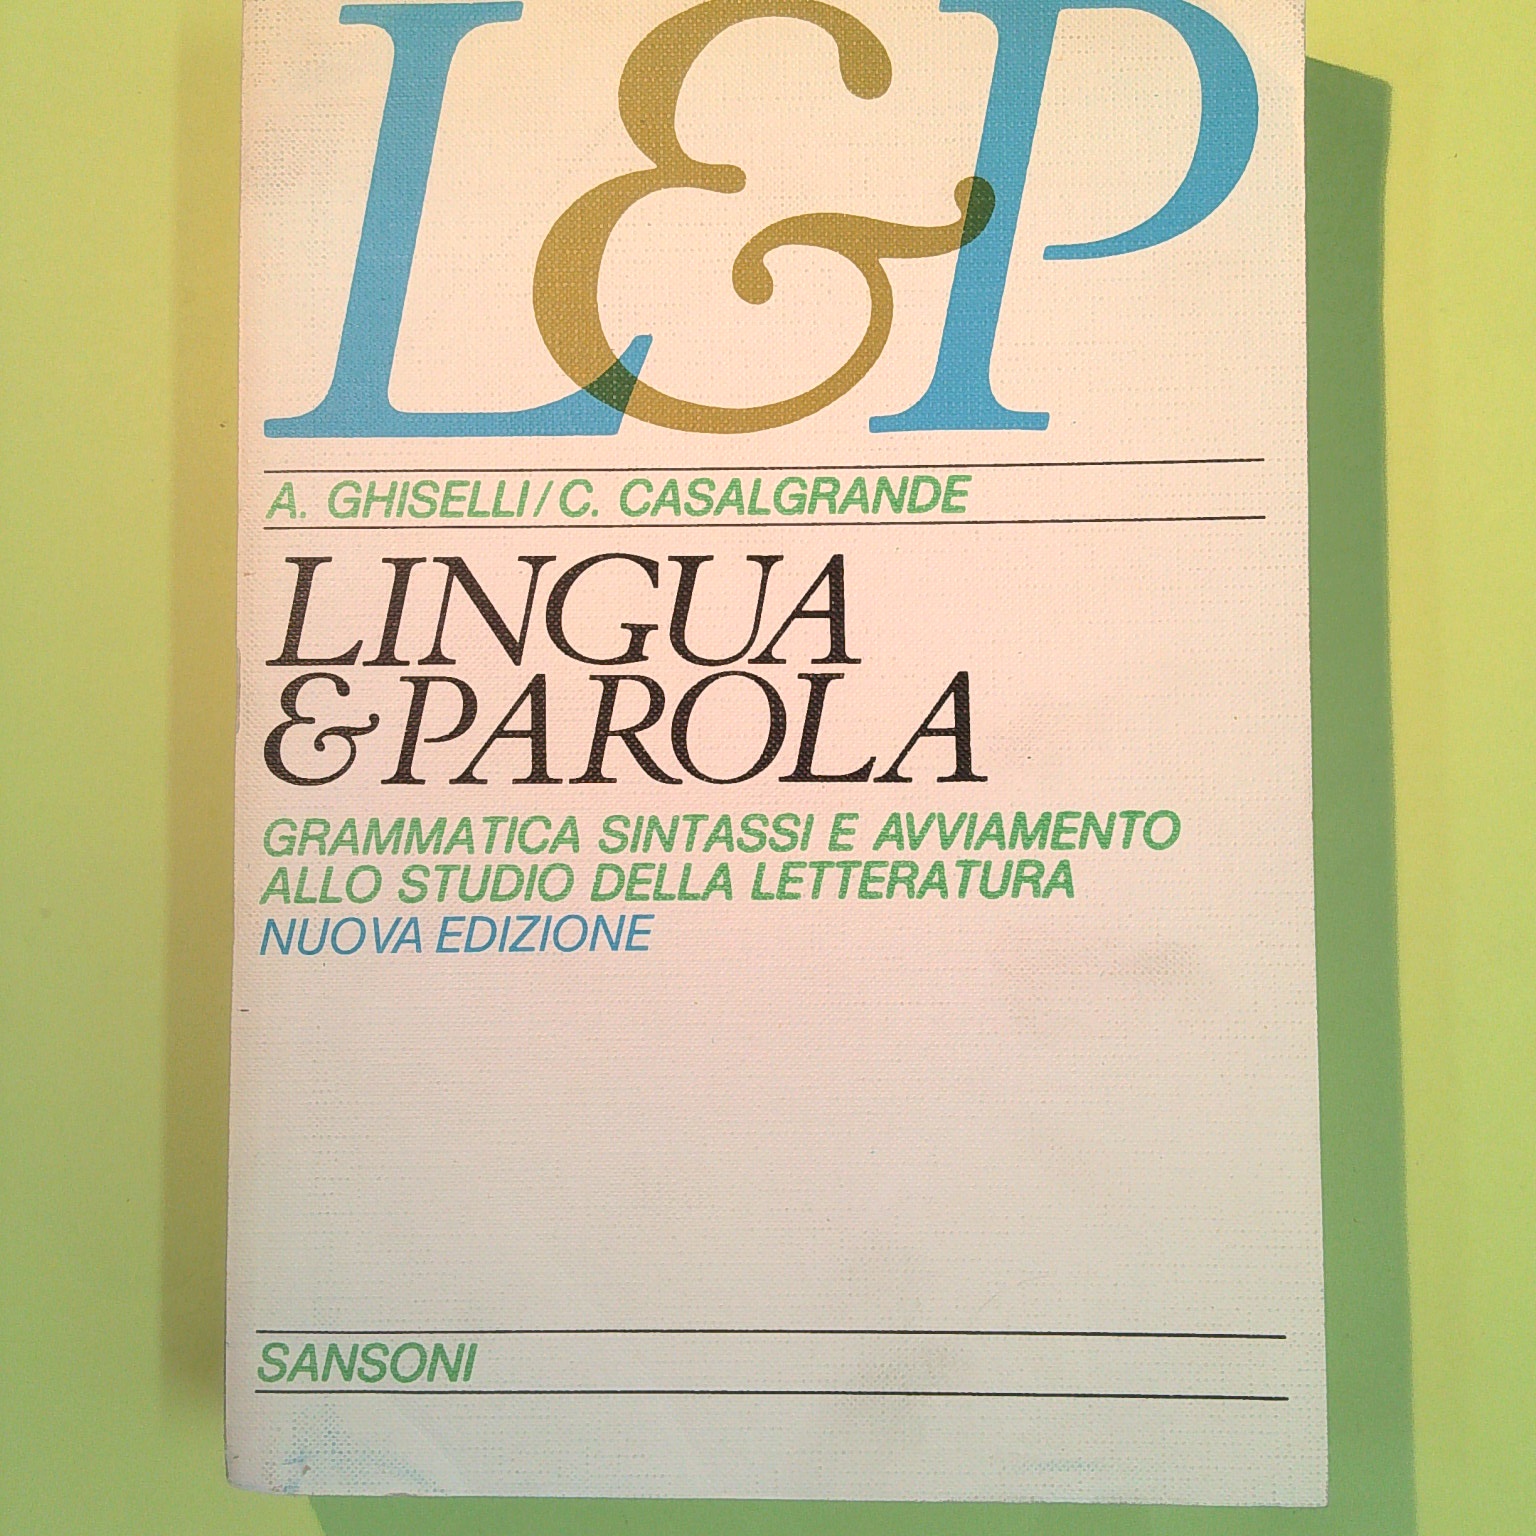 L&P
A. GHISELLI/C. CASALGRANDE
LINGUA
& PAROLA
GRAMMATICA SINTASSI E AVVIAMENTO
ALLO STUDIO DELLA LETTERATURA
NUOVA EDIZIONE
SANSONI